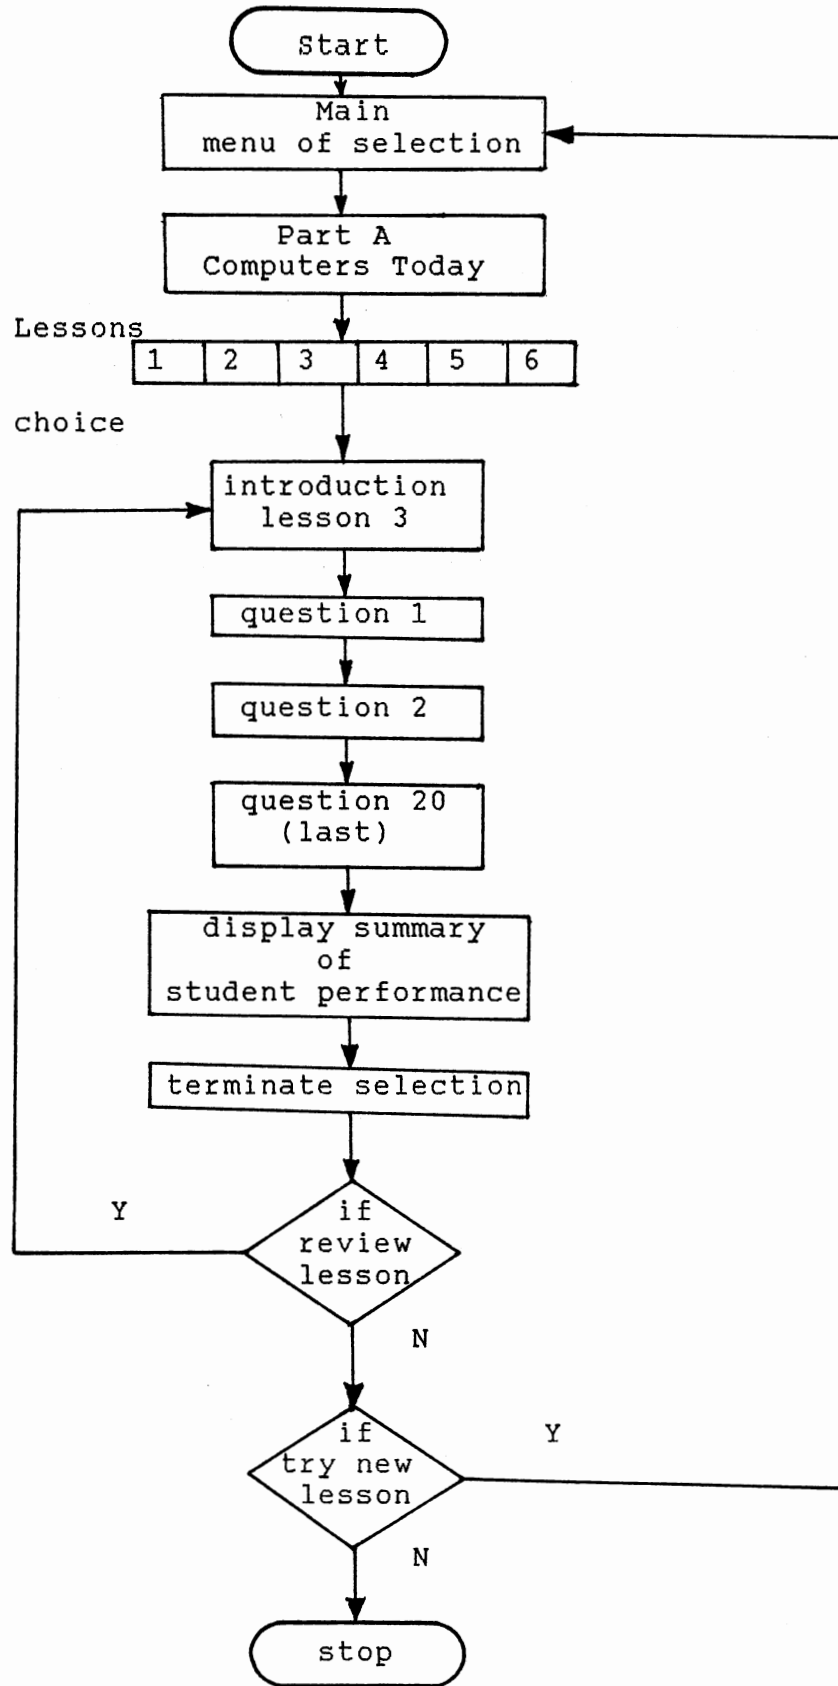 Start
Main
menu of selection
Part A
Computers Today
Lessons
1 2 3 4 5 6
choice
introduction
lesson 3
question 1
question 2
question 20
(last)
display summary
of
student performance
terminate selection
Y
if
review
lesson
N
if
try new
lesson
Y
N
stop